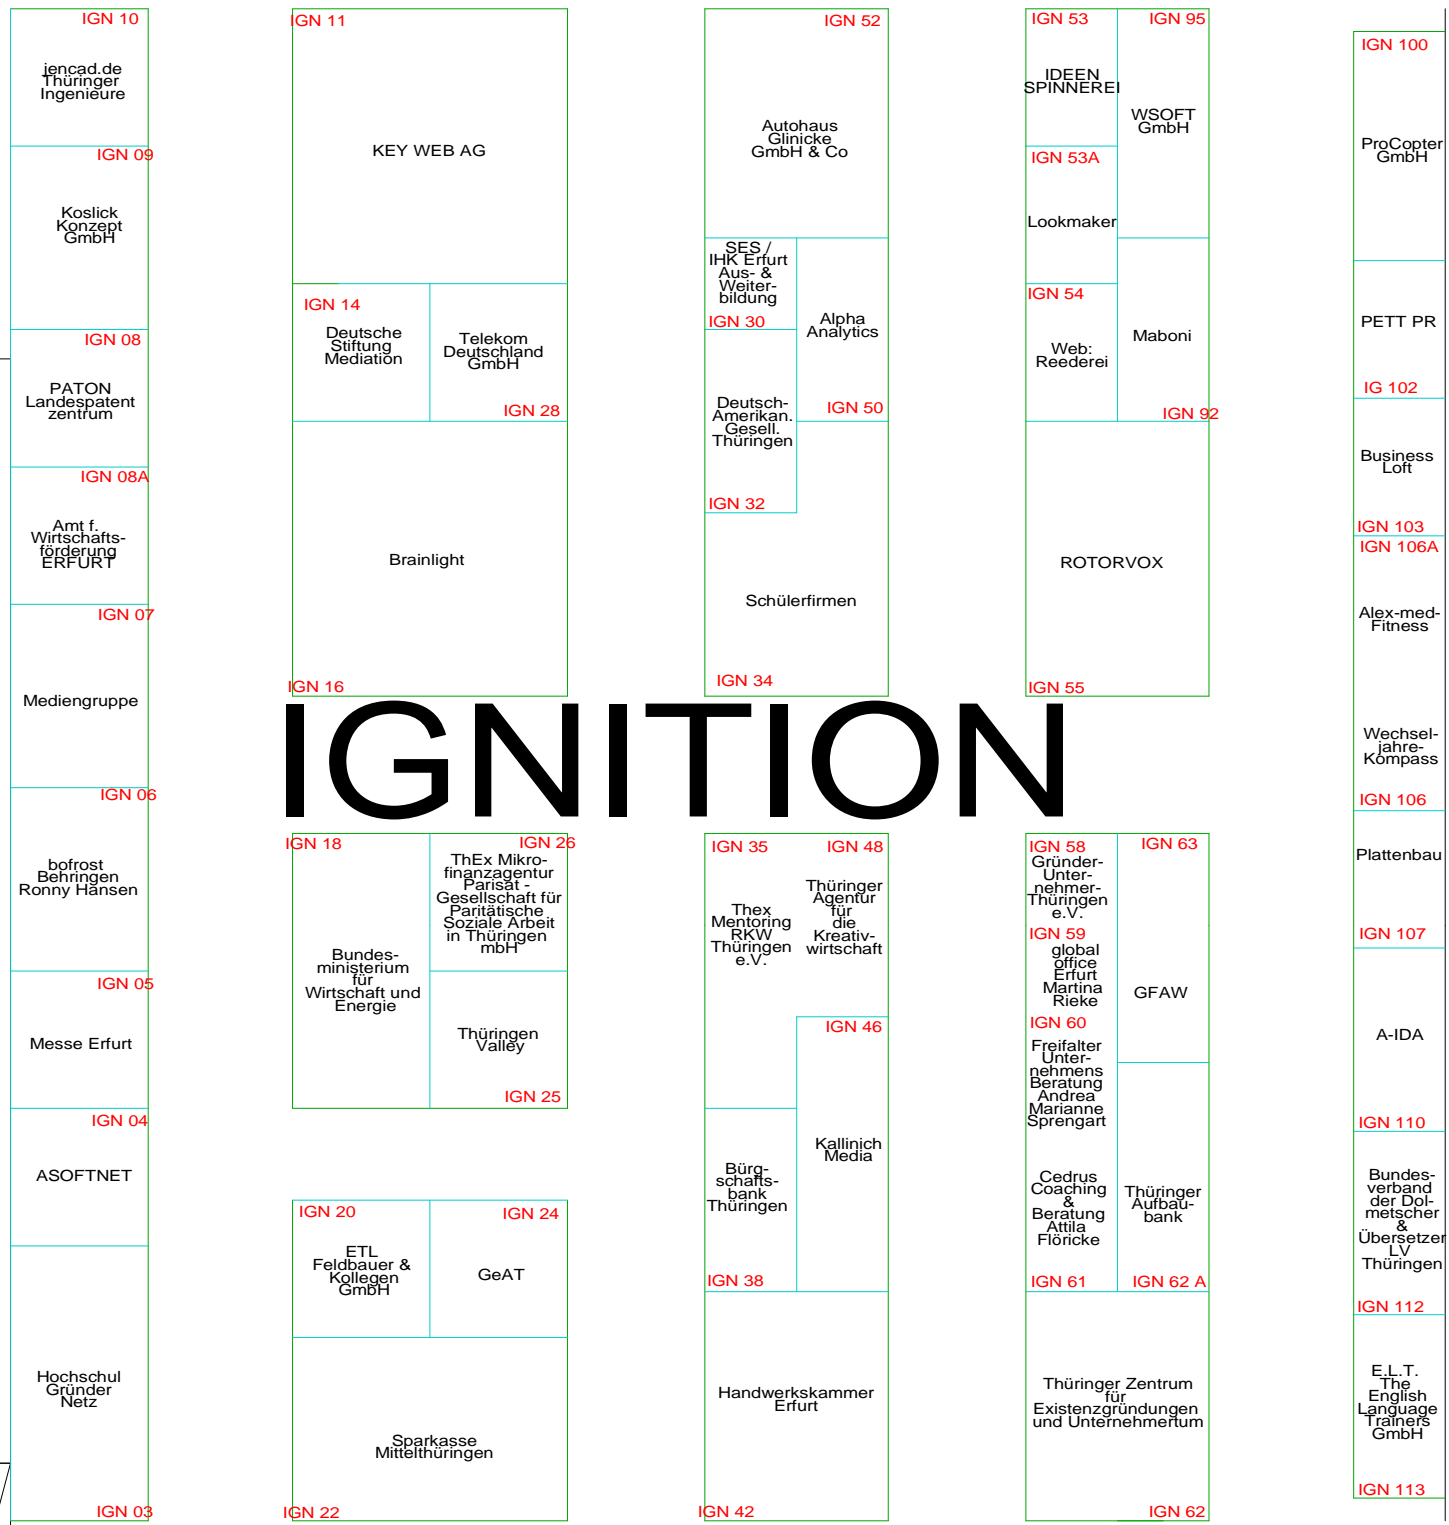 IGN 10
jencad.de
Thüringer
Ingenieure
IGN 09
Koslick
Konzept
GmbH
IGN 08
PATON
Landespatent
zentrum
IGN 08A
Amt f.
Wirtschafts-
förderung
ERFURT
IGN 07
Mediengruppe
IGN 06
bofrost
Behringen
Ronny Hansen
IGN 05
Messe Erfurt
IGN 04
ASOFTNET
Hochschul
Gründer
Netz
IGN 03
IGN 11
KEY WEB AG
IGN 14
Deutsche
Stiftung
Mediation
Telekom
Deutschland
GmbH
IGN 28
Brainlight
IGN 16
IGN 52
Autohaus
Glinicke
GmbH & Co
SES /
IHK Erfurt
Aus- &
Weiter-
bildung
IGN 30
Alpha
Analytics
IGN 50
Deutsch-
Amerikan.
Gesell.
Thüringen
IGN 32
Schülerfirmen
IGN 34
IGN 53
IDEEN
SPINNEREI
IGN 95
WSOFT
GmbH
IGN 53A
Lookmaker
IGN 54
Web:
Reederei
Maboni
IGN 92
ROTORVOX
IGN 55
IGNITION
IGN 18
Bundes-
ministerium
für
Wirtschaft und
Energie
IGN 26
ThEx Mikro-
finanzagentur
Parisat -
Gesellschaft für
Paritätische
Soziale Arbeit
in Thüringen
mbH
Thüringen
Valley
IGN 25
IGN 20
ETL
Feldbauer &
Kollegen
GmbH
IGN 24
GeAT
Sparkasse
Mittelthüringen
IGN 22
IGN 35
Thex
Mentoring
RKW
Thüringen
e.V.
IGN 48
Thüringer
Agentur
für
die
Kreativ-
wirtschaft
IGN 46
Kallinich
Media
Bürg-
schafts-
bank
Thüringen
IGN 38
Handwerkskammer
Erfurt
IGN 42
IGN 58
Gründer-
Unter-
nehmer-
Thüringen
e.V.
IGN 59
global
office
Erfurt
Martina
Rieke
IGN 60
Freifalter
Unter-
nehmens
Beratung
Andrea
Marianne
Sprengart
Cedrus
Coaching
&
Beratung
Attila
Flöricke
IGN 61
IGN 63
GFAW
Thüringer
Aufbau-
bank
IGN 62 A
Thüringer Zentrum
für
Existenzgründungen
und Unternehmertum
IGN 62
IGN 100
ProCopter
GmbH
PETT PR
IG 102
Business
Loft
IGN 103
IGN 106A
Alex-med-
Fitness
Wechsel-
jahre-
Kompass
IGN 106
Plattenbau
IGN 107
A-IDA
IGN 110
Bundes-
verband
der Dol-
metscher
&
Übersetzer
LV
Thüringen
IGN 112
E.L.T.
The
English
Language
Trainers
GmbH
IGN 113